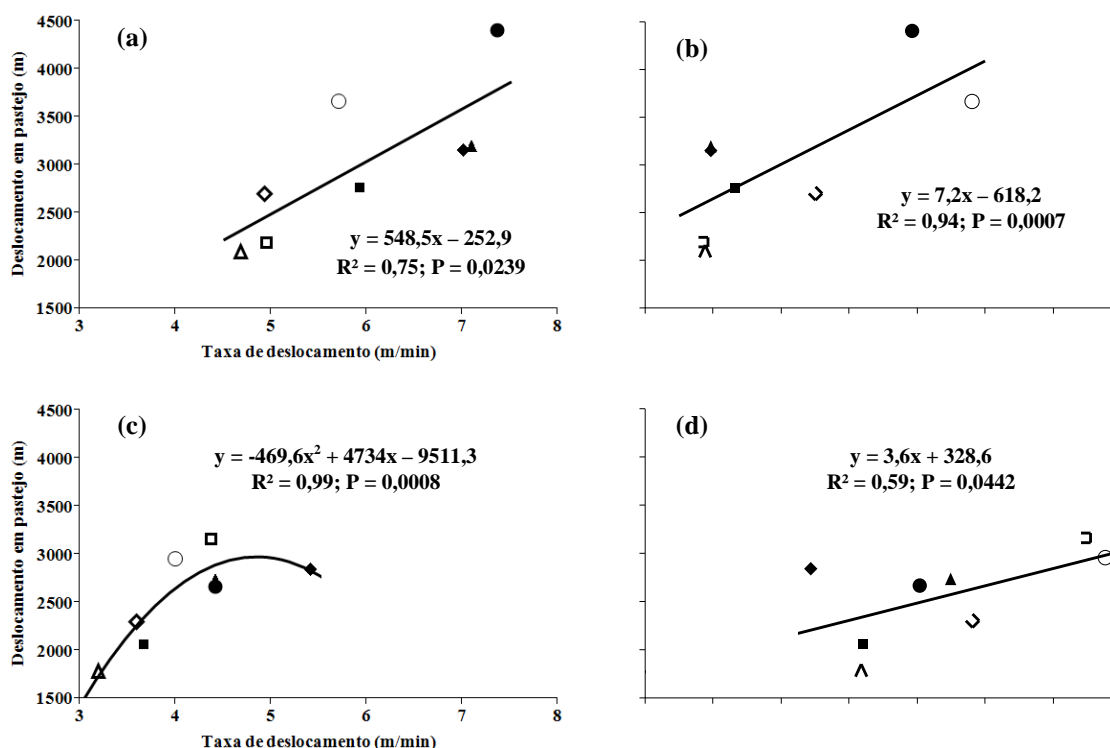 (a)
Deslocamento em pastejo (m)
4500
4000
3500
3000
2500
2000
1500
y = 548,5x – 252,9
R² = 0,75; P = 0,0239
3 4 5 6 7 8
Taxa de deslocamento (m/min)
(b)
y = 7,2x – 618,2
R² = 0,94; P = 0,0007
(c)
Deslocamento em pastejo (m)
4500
4000
3500
3000
2500
2000
1500
y = -469,6x² + 4734x – 9511,3
R² = 0,99; P = 0,0008
3 4 5 6 7 8
Taxa de deslocamento (m/min)
(d)
y = 3,6x + 328,6
R² = 0,59; P = 0,0442